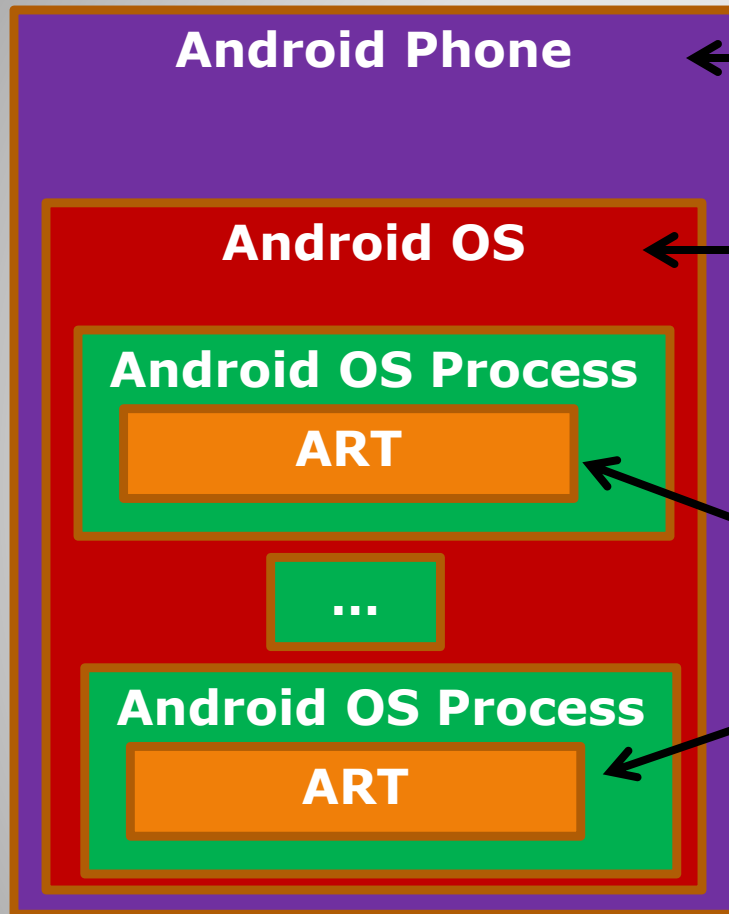 Android Phone
Android OS
Android OS Process
ART
...
Android OS Process
ART